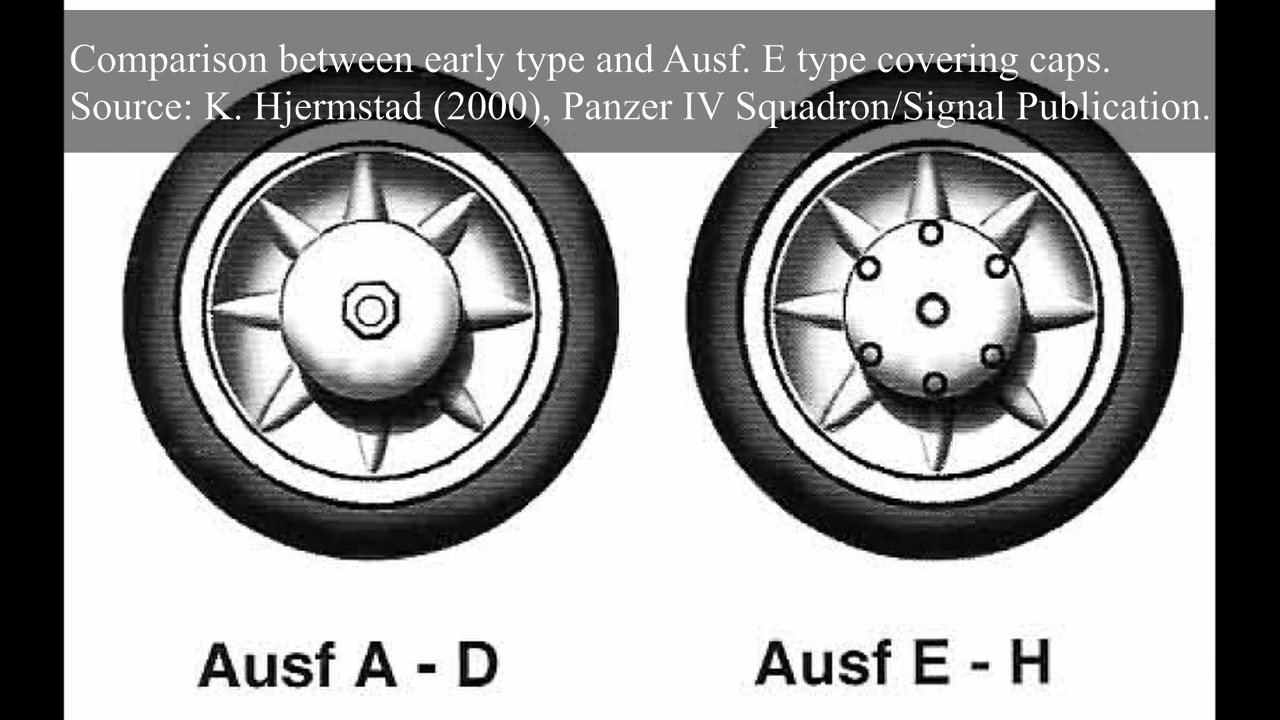 Comparison between early type and Ausf. E type covering caps.
Source: K. Hjermstad (2000), Panzer IV Squadron/Signal Publication.
Ausf A - D
Ausf E - H